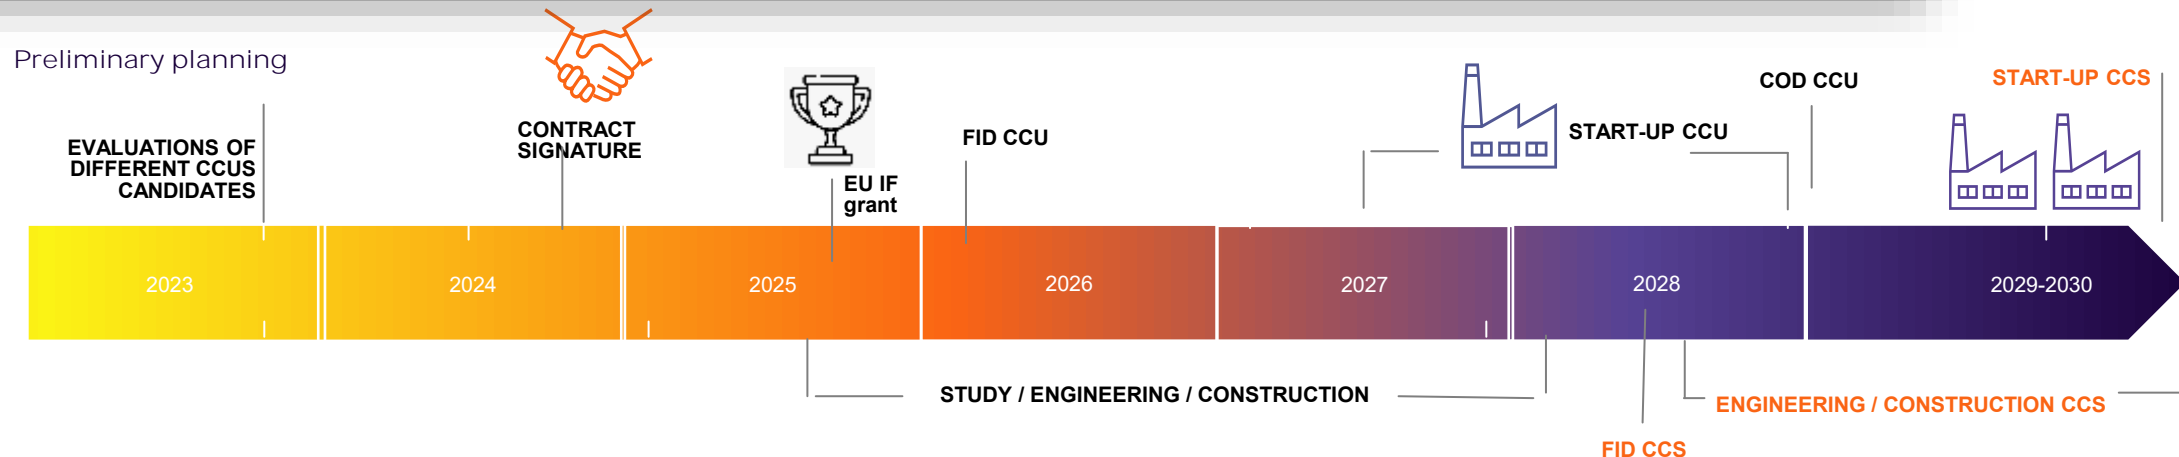 Preliminary planning
EVALUATIONS OF
DIFFERENT CCUS
CANDIDATES
CONTRACT
SIGNATURE
EU IF
grant
FID CCU
START-UP CCU
COD CCU
START-UP CCS
2023
2024
2025
2026
2027
2028
2029-2030
STUDY / ENGINEERING / CONSTRUCTION
ENGINEERING / CONSTRUCTION CCS
FID CCS